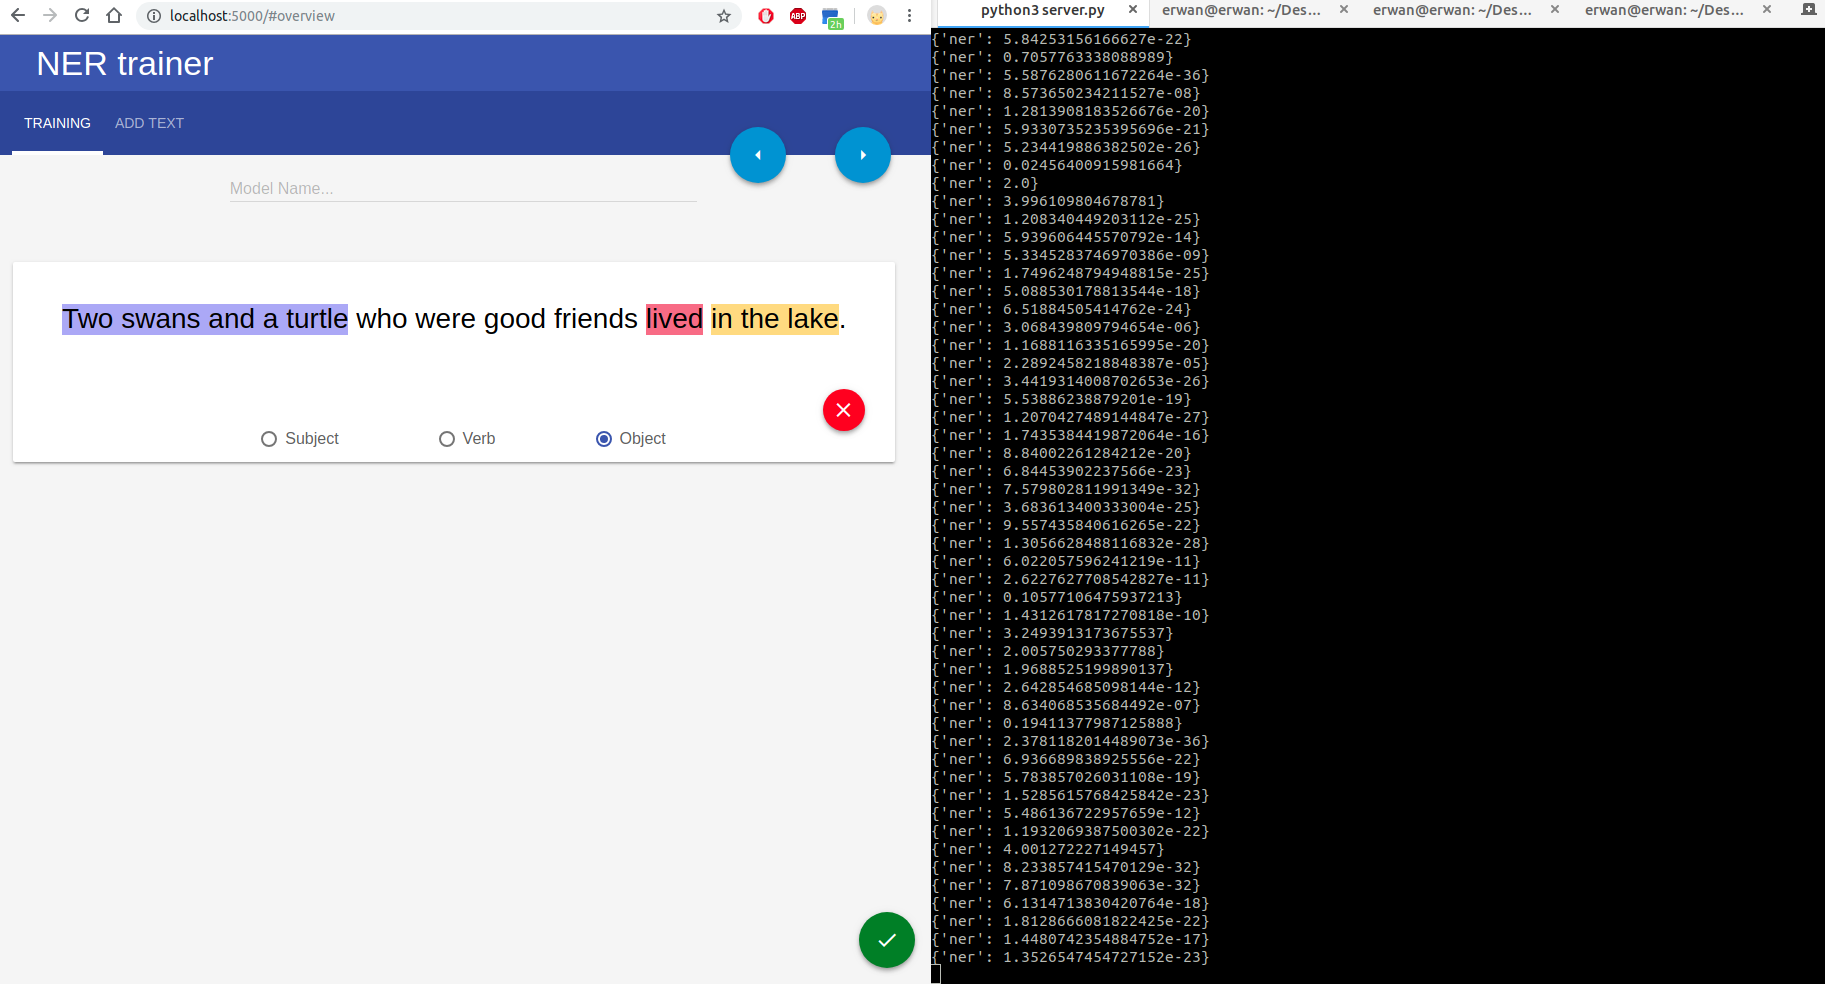 localhost:5000/#overview
ABP
2h
NER trainer
TRAINING ADD TEXT
Model Name...
Two swans and a turtle who were good friends lived in the lake.
Subject Verb Object
python3 server.py erwan@erwan: ~/Des... erwan@erwan: ~/Des... erwan@erwan: ~/Des...
{'ner': 5.84253156166627e-22}
{'ner': 0.7057763338088989}
{'ner': 5.5876280611672264e-36}
{'ner': 8.573650234211527e-08}
{'ner': 1.2813908183526676e-20}
{'ner': 5.9330735235395696e-21}
{'ner': 5.234419886382502e-26}
{'ner': 0.02456400915981664}
{'ner': 2.0}
{'ner': 3.996109804678781}
{'ner': 1.208340449203112e-25}
{'ner': 5.939606445570792e-14}
{'ner': 5.3345283746970386e-09}
{'ner': 1.7496248794948815e-25}
{'ner': 5.088530178813544e-18}
{'ner': 6.51884505414762e-24}
{'ner': 3.068439809794654e-06}
{'ner': 1.1688116335165995e-20}
{'ner': 2.2892458218848387e-05}
{'ner': 3.4419314008702653e-26}
{'ner': 5.53886238879201e-19}
{'ner': 1.2070427489144847e-27}
{'ner': 1.7435384419872064e-16}
{'ner': 8.84002261284212e-20}
{'ner': 6.84453902237566e-23}
{'ner': 7.579802811991349e-32}
{'ner': 3.683613400333004e-25}
{'ner': 9.557435840616265e-22}
{'ner': 1.3056628488116832e-28}
{'ner': 6.022057596241219e-11}
{'ner': 2.6227627708542827e-11}
{'ner': 0.10577106475937213}
{'ner': 1.4312617817270818e-10}
{'ner': 3.2493913173675537}
{'ner': 2.005750293377788}
{'ner': 1.9688525199890137}
{'ner': 2.642854685098144e-12}
{'ner': 8.634068535684492e-07}
{'ner': 0.19411377987125888}
{'ner': 2.3781182014489073e-36}
{'ner': 6.936689838925556e-22}
{'ner': 5.783857026031108e-19}
{'ner': 1.5285615768425842e-23}
{'ner': 5.486136722957659e-12}
{'ner': 1.1932069387500302e-22}
{'ner': 4.001272227149457}
{'ner': 8.233857415470129e-32}
{'ner': 7.871098670839063e-32}
{'ner': 6.1314713830420764e-18}
{'ner': 1.8128666081822425e-22}
{'ner': 1.4480742354884752e-17}
{'ner': 1.3526547454727152e-23}